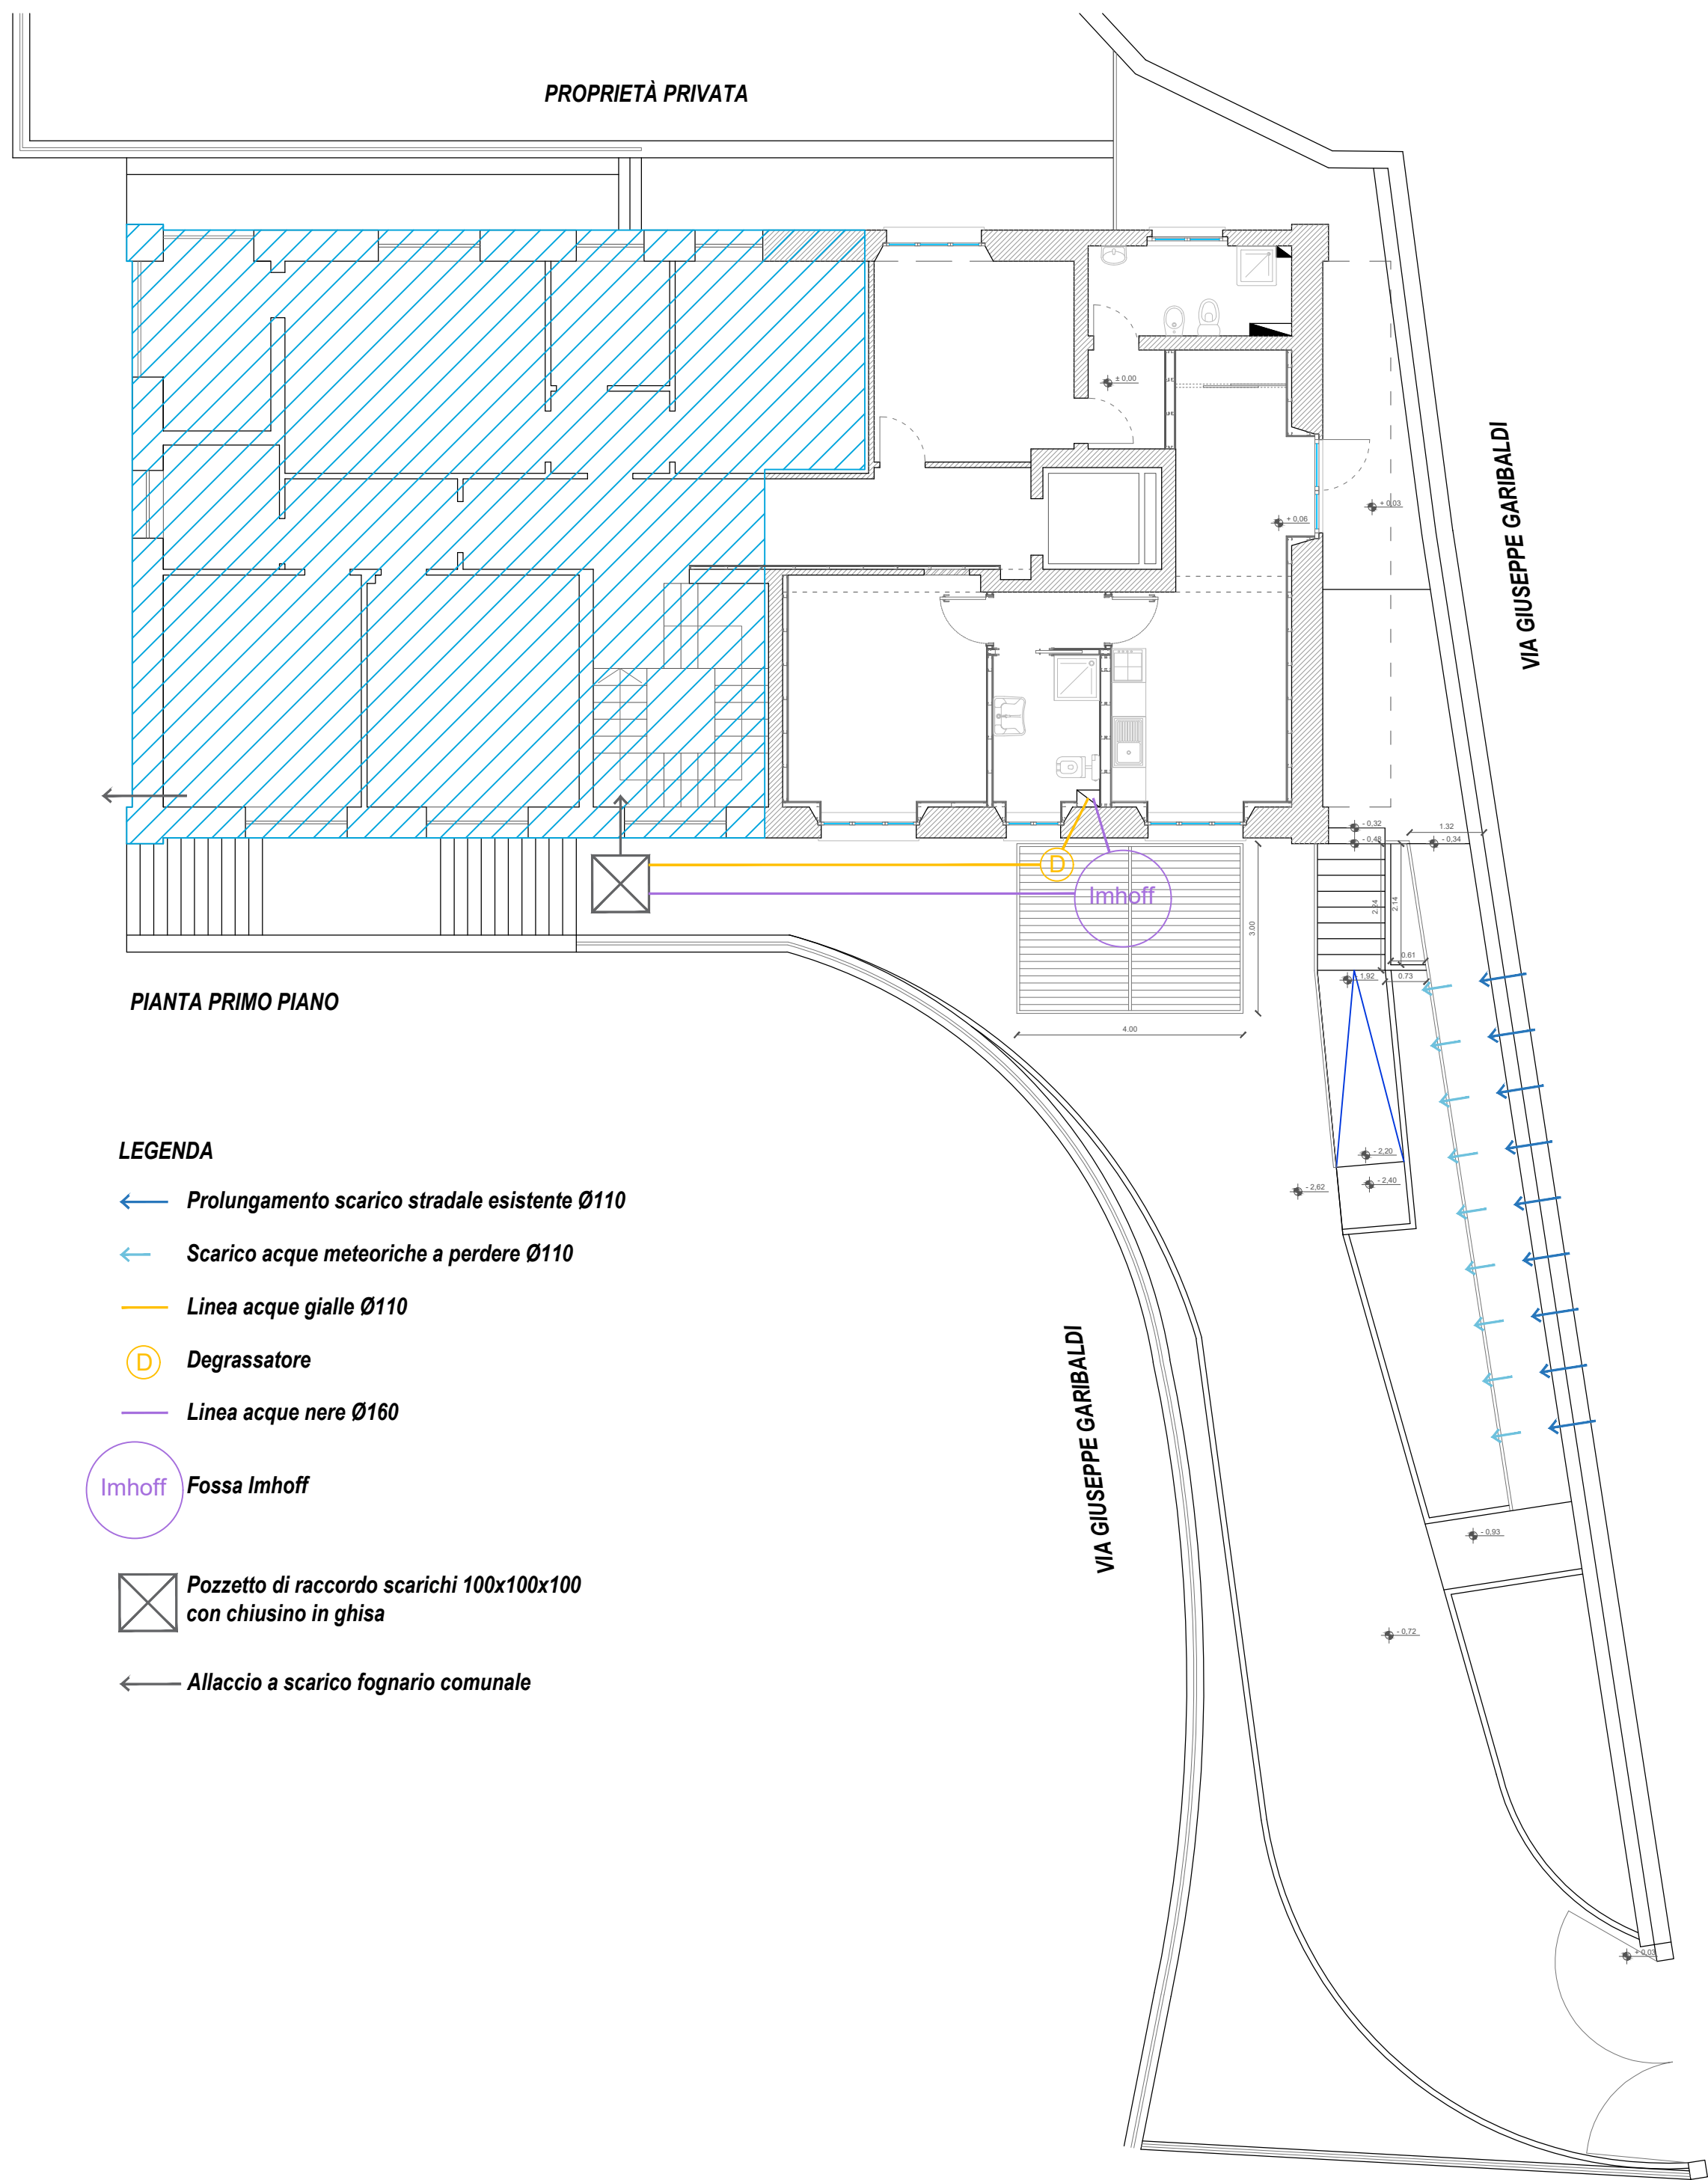 PROPRIETÀ PRIVATA
± 0,00
+ 0,03
+ 0,06
VIA GIUSEPPE GARIBALDI
- 0,32
1.32
- 0,48
- 0,34
D
Imhoff
2.24
2.14
3.00
0.61
1,92
0.73
4.00
PIANTA PRIMO PIANO
- 2,20
- 2,40
- 2,62
LEGENDA
Prolungamento scarico stradale esistente Ø110
Scarico acque meteoriche a perdere Ø110
Linea acque gialle Ø110
D
Degrassatore
Linea acque nere Ø160
Imhoff
Fossa Imhoff
Pozzetto di raccordo scarichi 100x100x100
con chiusino in ghisa
Allaccio a scarico fognario comunale
VIA GIUSEPPE GARIBALDI
- 0,93
- 0,72
+ 0,03